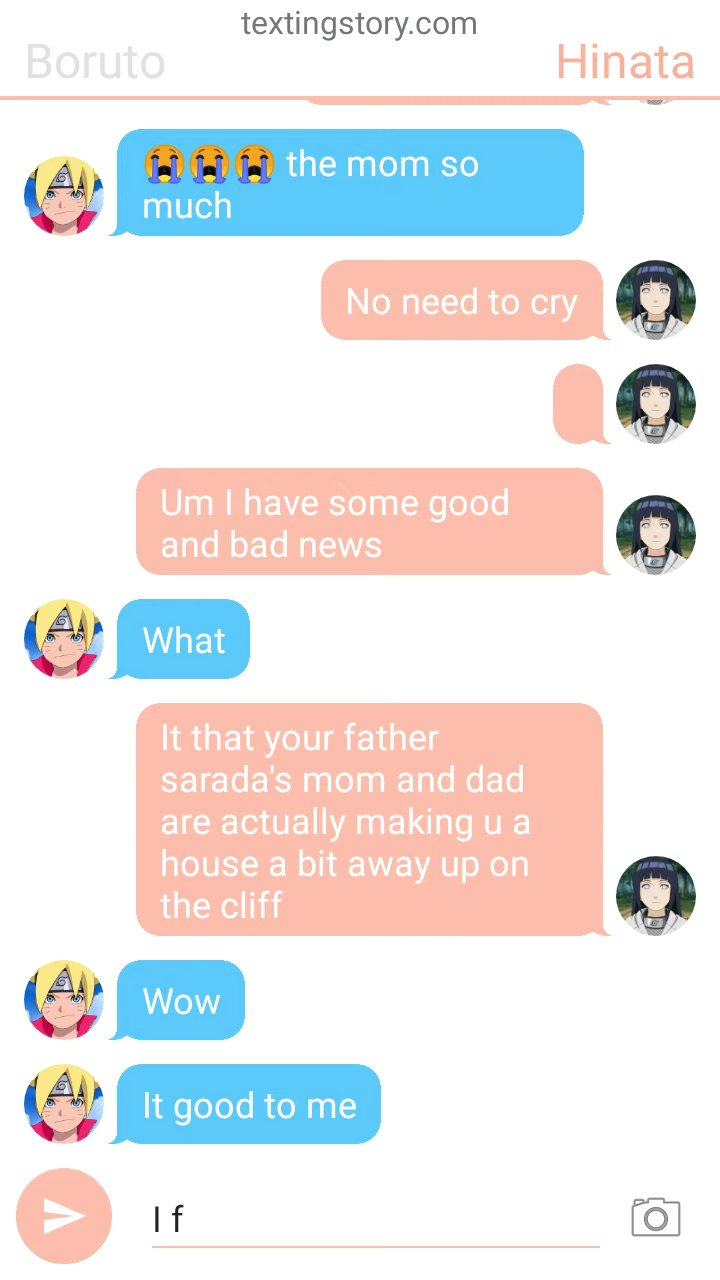 textingstory.com
Boruto
Hinata
😭😭😭 the mom so
much
No need to cry
Um I have some good
and bad news
What
It that your father
sarada's mom and dad
are actually making u a
house a bit away up on
the cliff
Wow
It good to me
I f